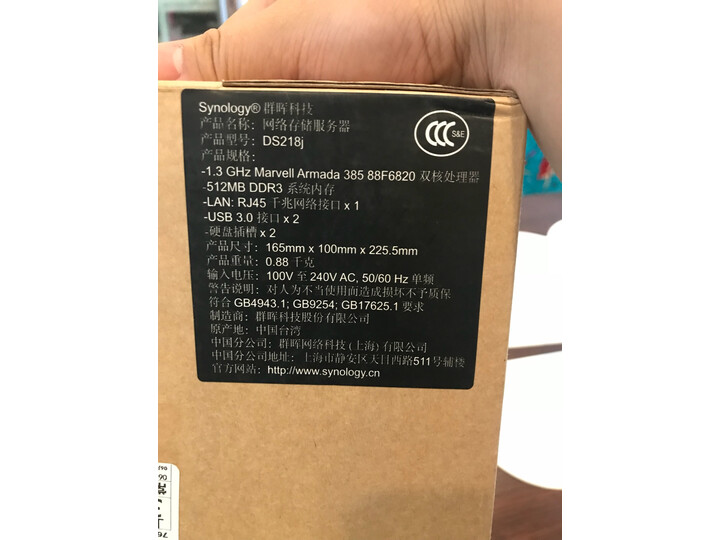 Synology® 群晖科技
产品名称: 网络存储服务器
产品型号: DS218j
产品规格:
-1.3 GHz Marvell Armada 385 88F6820 双核处理器
-512MB DDR3 系统内存
-LAN: RJ45 千兆网络接口 x 1
-USB 3.0 接口 x 2
-硬盘插槽 x 2
产品尺寸: 165mm x 100mm x 225.5mm
产品重量: 0.88 千克
输入电压: 100V 至 240V AC, 50/60 Hz 单频
警告说明: 对人为不当使用而造成损坏不予质保
符合 GB4943.1; GB9254; GB17625.1 要求
制造商: 群晖科技股份有限公司
原产地: 中国台湾
中国分公司: 群晖网络科技(上海)有限公司
中国分公司地址: 上海市静安区天目西路511号辅楼
官方网站: http://www.synology.cn
CCC S&E